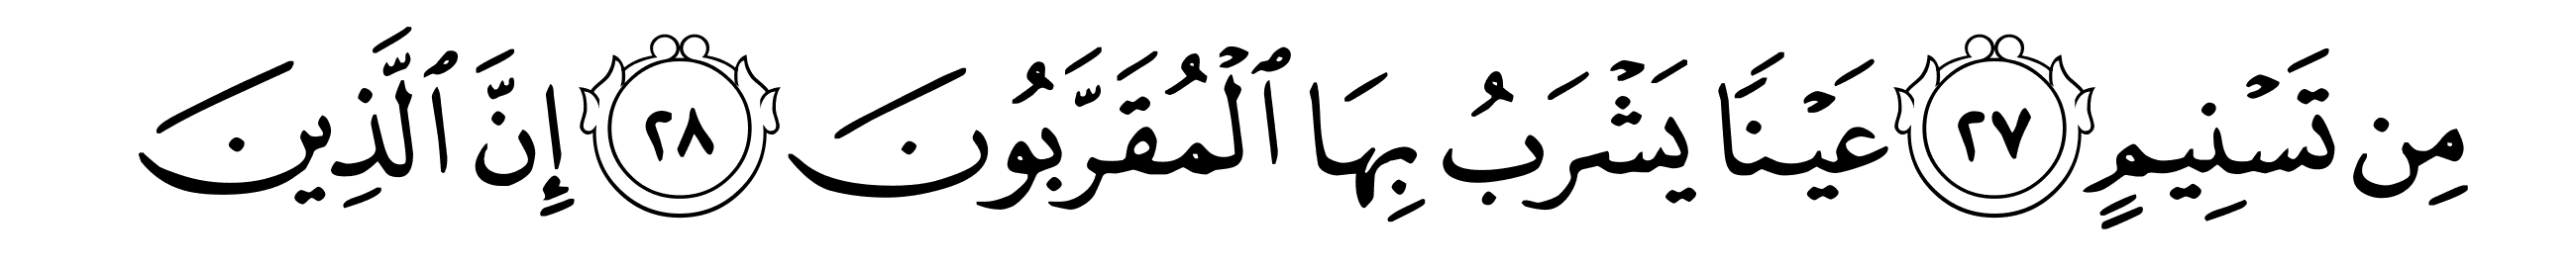 مِن تَسْنِيمٍ ٢٧ عَيْنًا يَشْرَبُ بِهَا ٱلْمُقَرَّبُونَ ٢٨ إِنَّ ٱلَّذِينَ